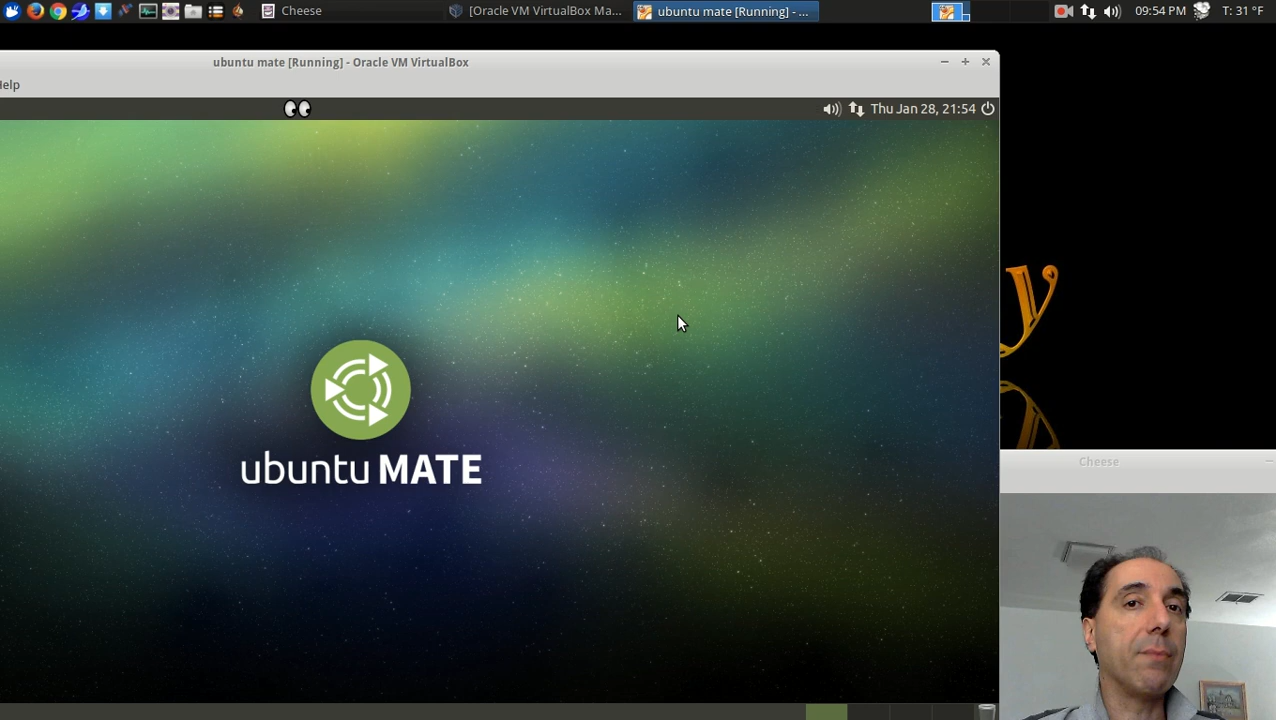 Cheese
[Oracle VM VirtualBox Ma...
ubuntu mate [Running] - ...
09:54 PM
T: 31 °F
ubuntu mate [Running] - Oracle VM VirtualBox
Help
Thu Jan 28, 21:54
ubuntu MATE
y
Cheese